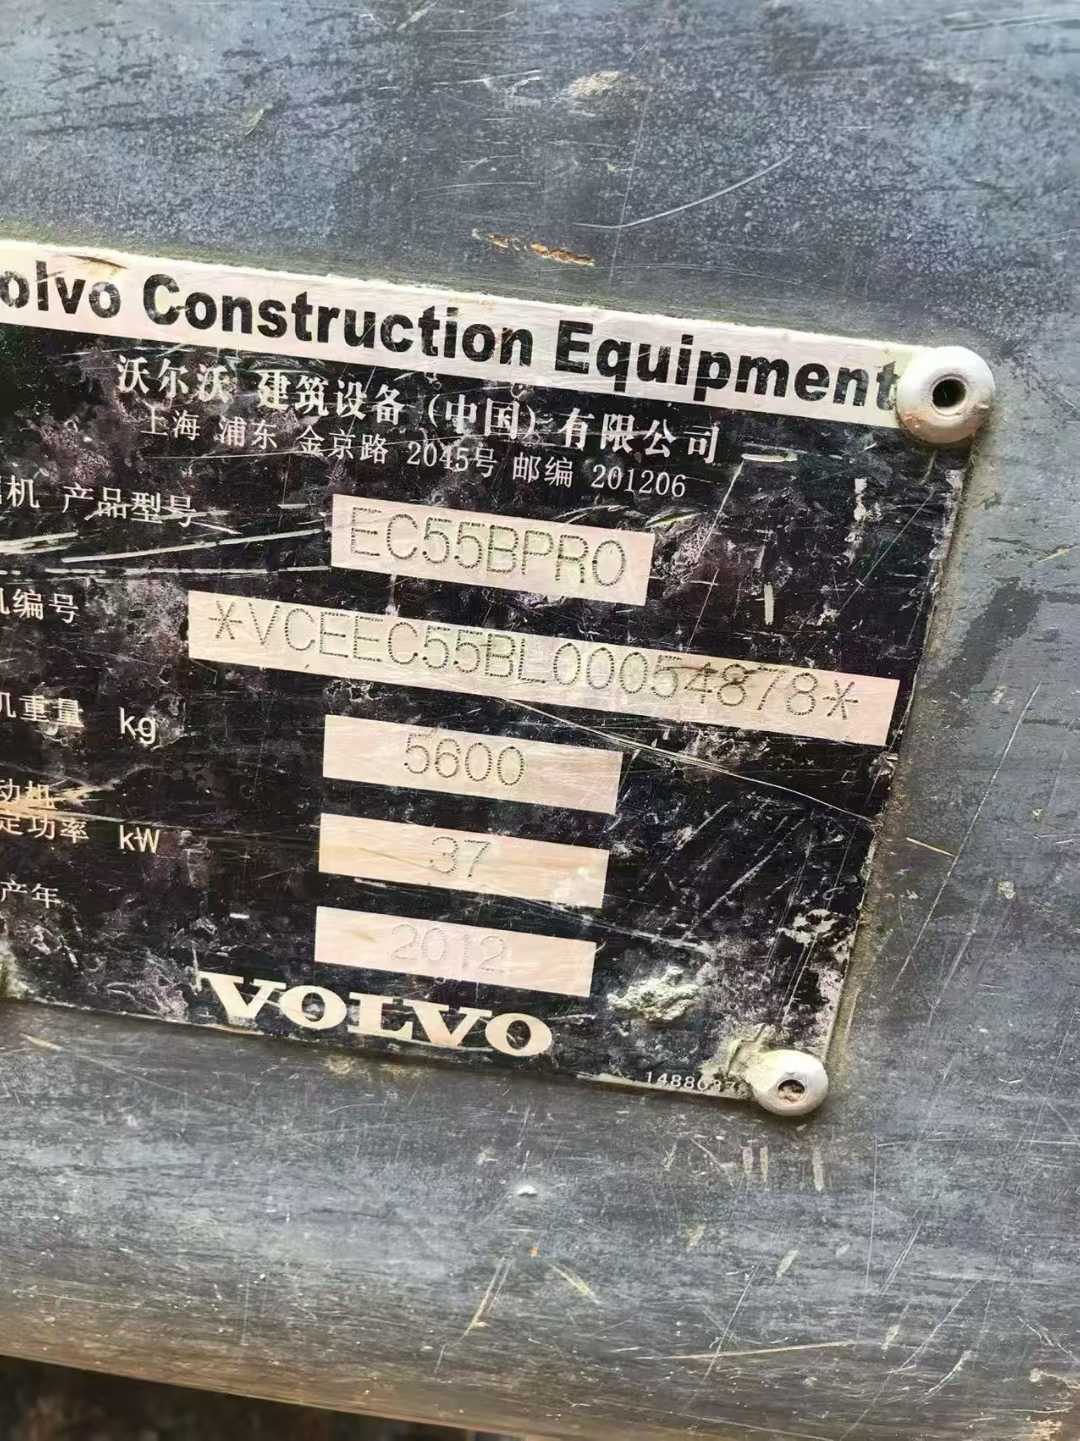 olvo Construction Equipment
沃尔沃 建筑设备（中国）有限公司
上海 浦东 金京路 2045号 邮编 201206
机 产品型号 EC55BPRO
编号 *VCEEC55BL00054878*
机重量 kg 5600
动机
定功率 kW 37
产年 2012
VOLVO